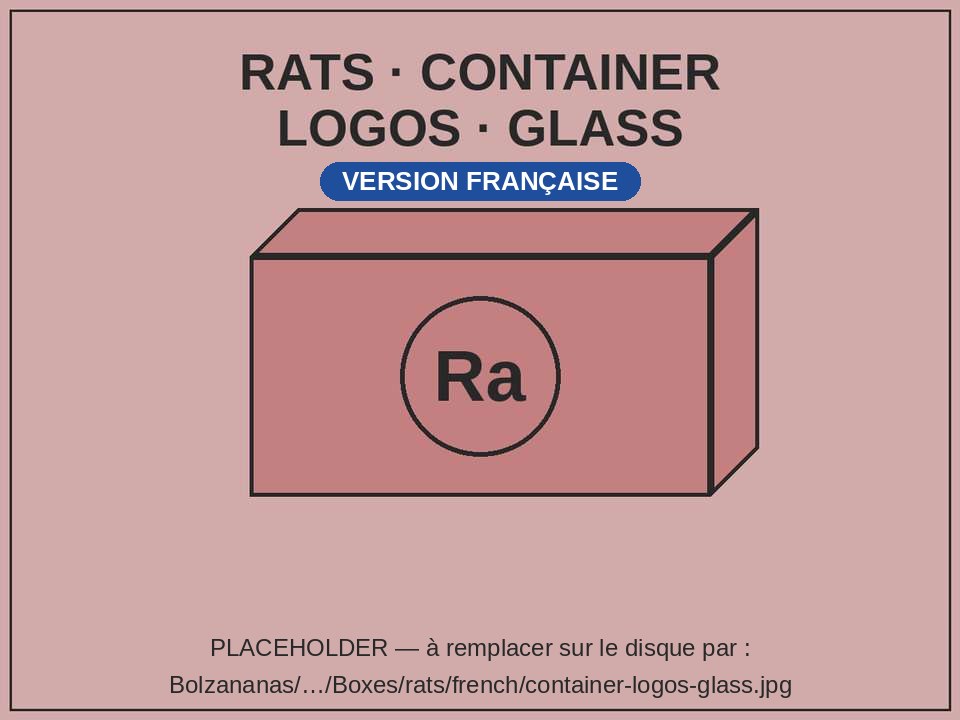 RATS · CONTAINER
LOGOS · GLASS
VERSION FRANÇAISE
Ra
PLACEHOLDER — à remplacer sur le disque par :
Bolzananas/…/Boxes/rats/french/container-logos-glass.jpg